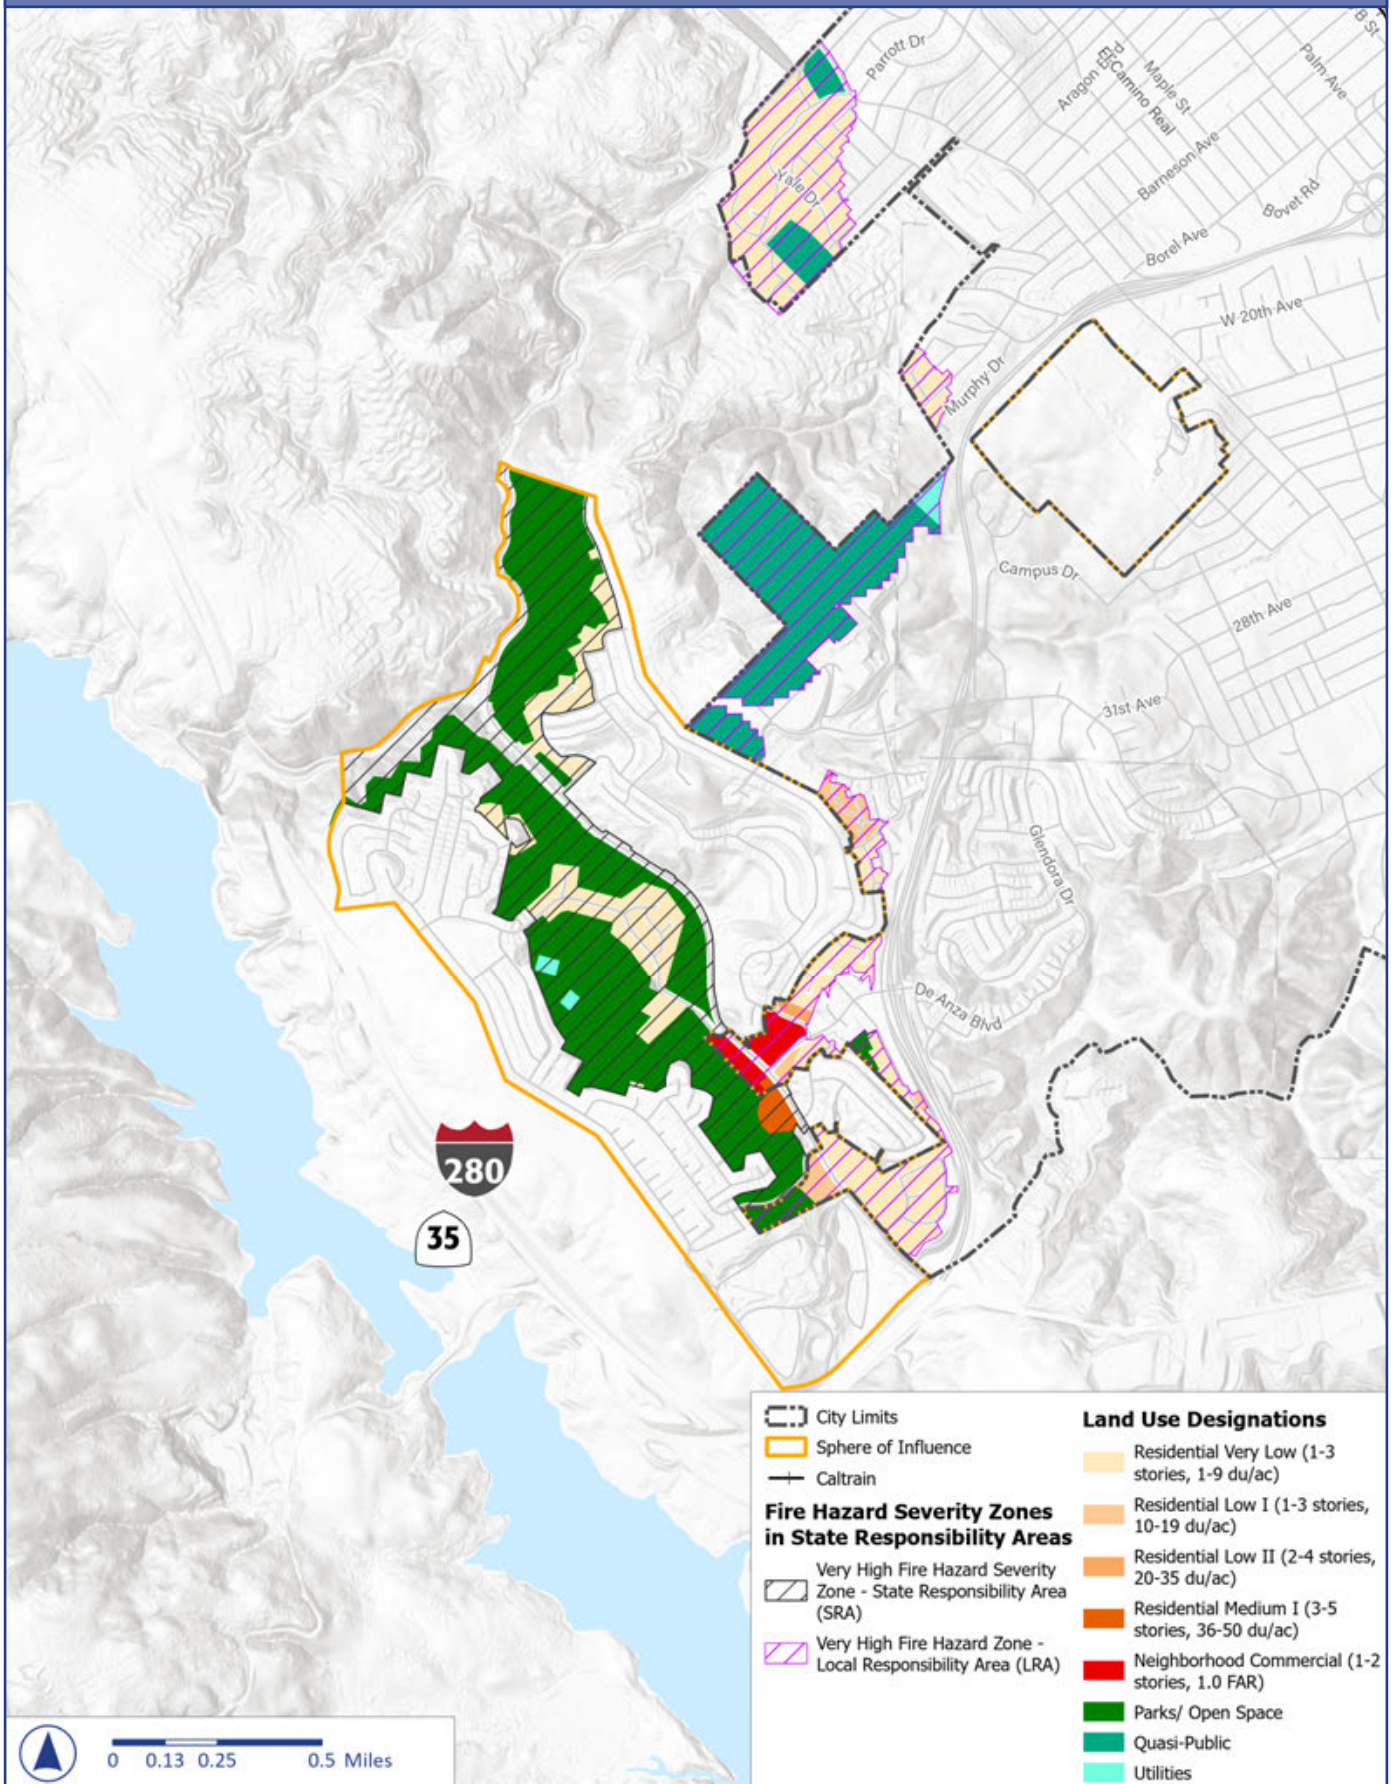 B St
Parrott Dr
Aragon Blvd
El Camino Real
Maple St
Palm Ave
Barneson Ave
Yale Dr
Bovet Rd
Borel Ave
W 20th Ave
Murphy Dr
Campus Dr
28th Ave
31st Ave
Glendora Dr
De Anza Blvd
280
35
City Limits
Sphere of Influence
Caltrain
Fire Hazard Severity Zones
in State Responsibility Areas
Very High Fire Hazard Severity
Zone - State Responsibility Area
(SRA)
Very High Fire Hazard Zone -
Local Responsibility Area (LRA)
Land Use Designations
Residential Very Low (1-3
stories, 1-9 du/ac)
Residential Low I (1-3 stories,
10-19 du/ac)
Residential Low II (2-4 stories,
20-35 du/ac)
Residential Medium I (3-5
stories, 36-50 du/ac)
Neighborhood Commercial (1-2
stories, 1.0 FAR)
Parks/ Open Space
Quasi-Public
Utilities
0 0.13 0.25 0.5 Miles